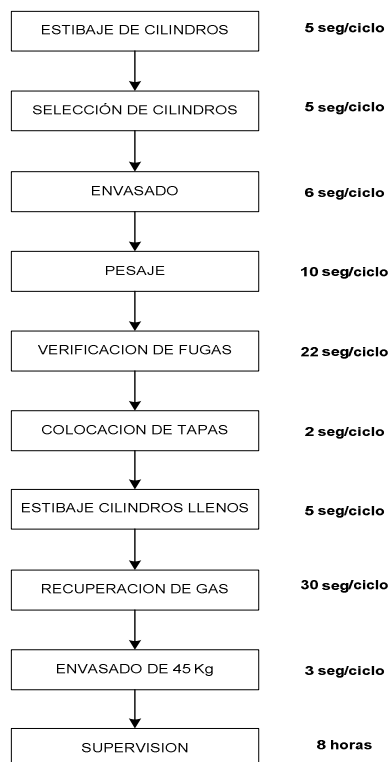 ESTIBAJE DE CILINDROS 5 seg/ciclo
SELECCIÓN DE CILINDROS 5 seg/ciclo
ENVASADO 6 seg/ciclo
PESAJE 10 seg/ciclo
VERIFICACION DE FUGAS 22 seg/ciclo
COLOCACION DE TAPAS 2 seg/ciclo
ESTIBAJE CILINDROS LLENOS 5 seg/ciclo
RECUPERACION DE GAS 30 seg/ciclo
ENVASADO DE 45 Kg 3 seg/ciclo
SUPERVISION 8 horas